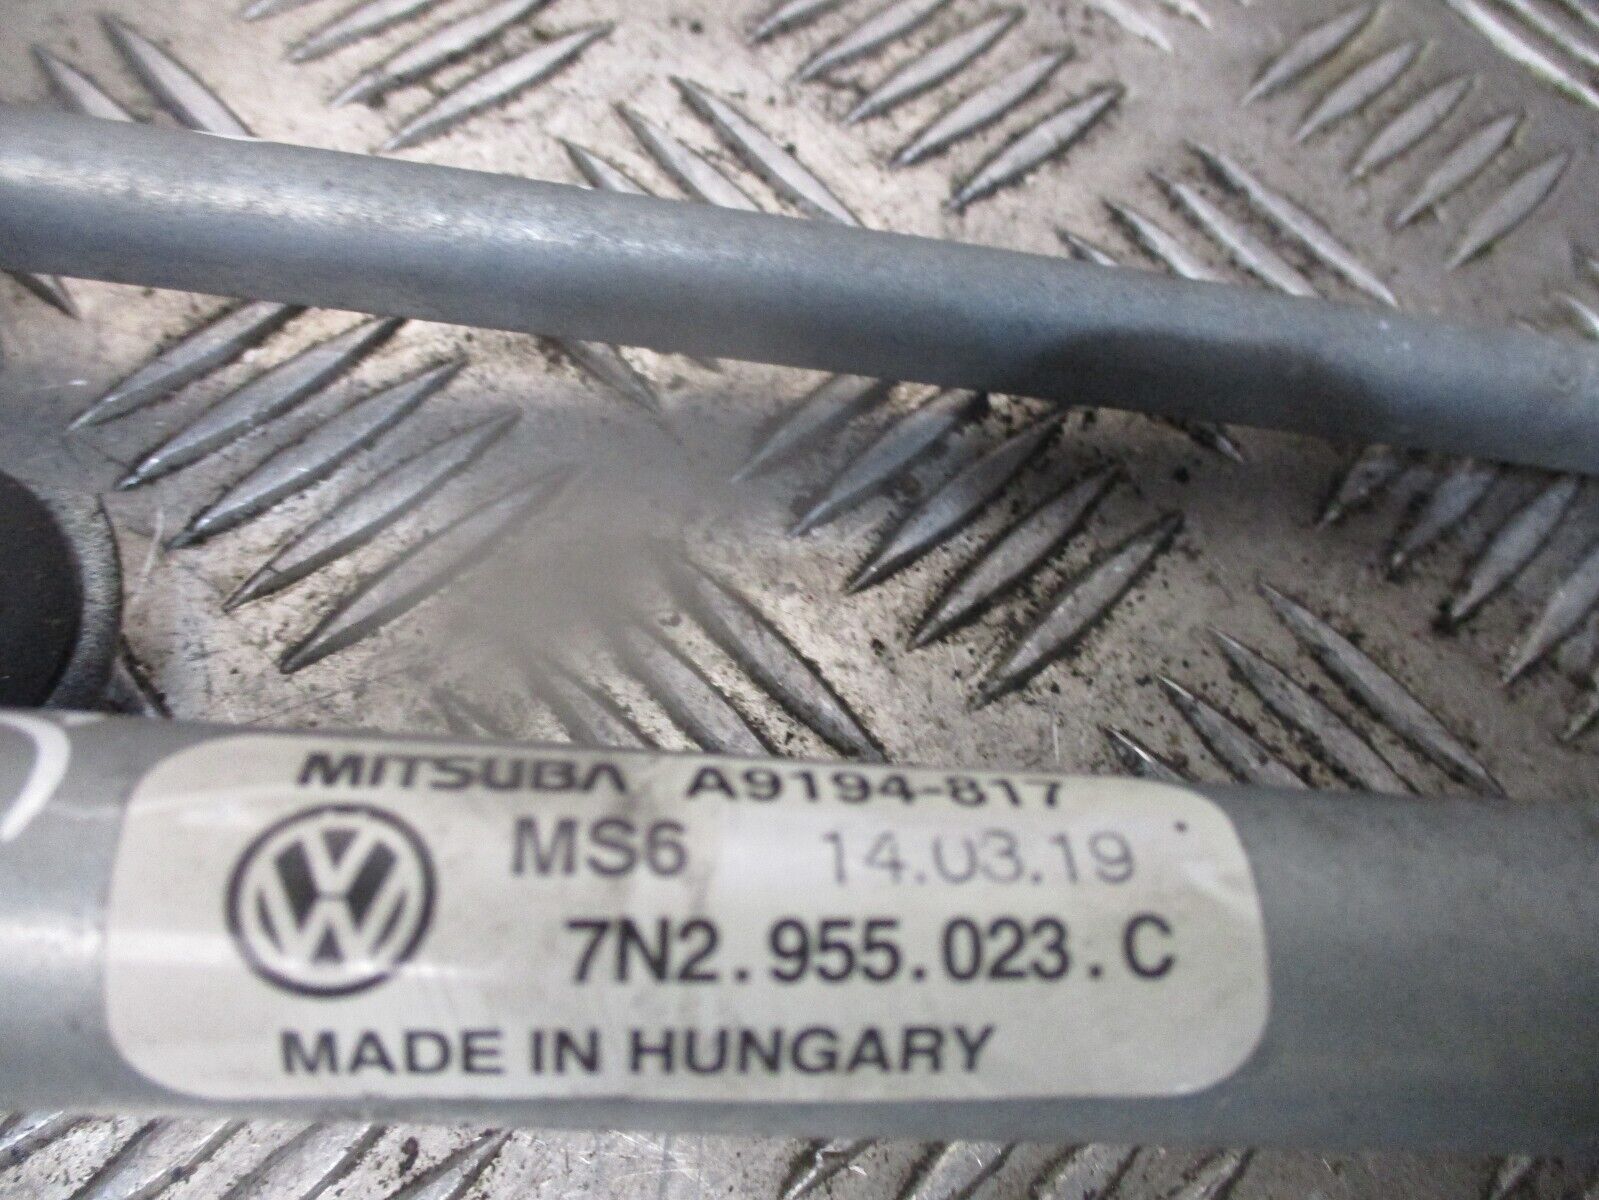 MITSUBA A9194-817
MS6 14.03.19
7N2.955.023.C
MADE IN HUNGARY